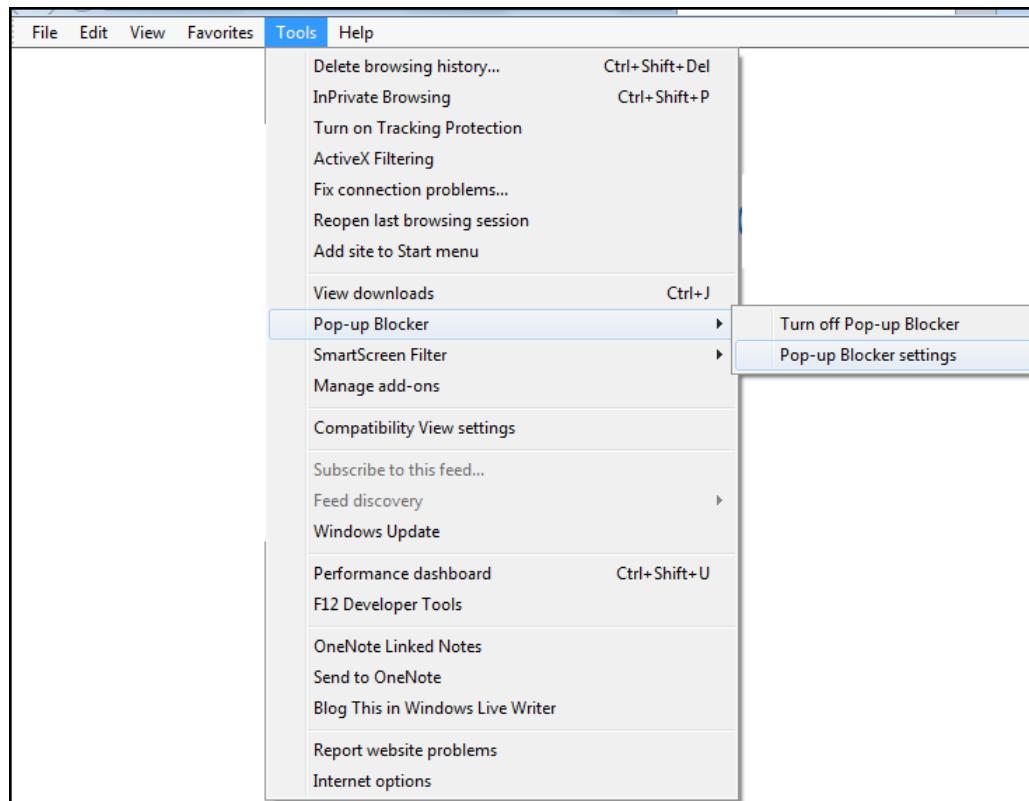 File Edit View Favorites Tools Help
Delete browsing history... Ctrl+Shift+Del
InPrivate Browsing Ctrl+Shift+P
Turn on Tracking Protection
ActiveX Filtering
Fix connection problems...
Reopen last browsing session
Add site to Start menu
View downloads Ctrl+J
Pop-up Blocker
Turn off Pop-up Blocker
Pop-up Blocker settings
SmartScreen Filter
Manage add-ons
Compatibility View settings
Subscribe to this feed...
Feed discovery
Windows Update
Performance dashboard Ctrl+Shift+U
F12 Developer Tools
OneNote Linked Notes
Send to OneNote
Blog This in Windows Live Writer
Report website problems
Internet options